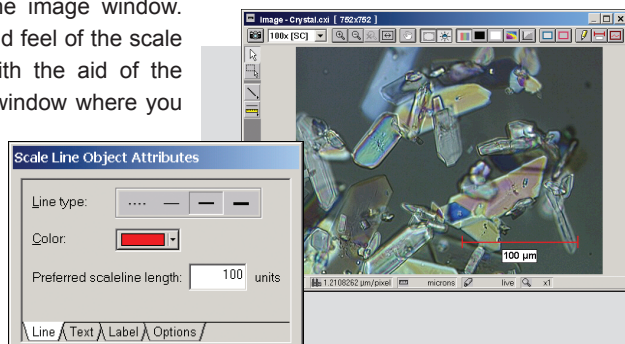 ne image window.
d feel of the scale
ith the aid of the
window where you
Image - Crystal.cxi [ 752x752 ]
100x [SC]
100 µm
1.2108262 µm/pixel microns live x1
Scale Line Object Attributes
Line type:
Color:
Preferred scaleline length: 100 units
Line Text Label Options